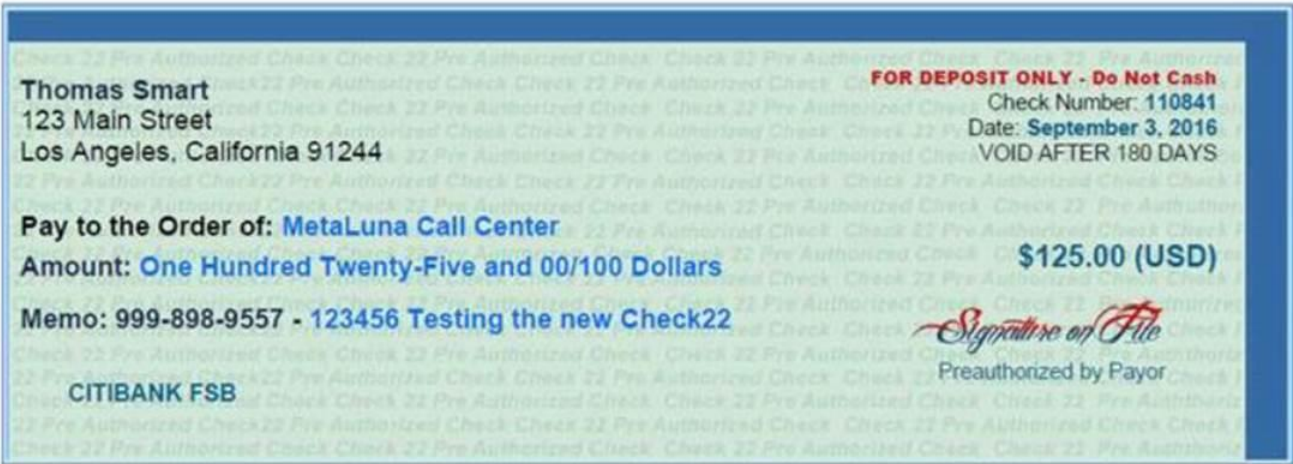 Thomas Smart
123 Main Street
Los Angeles, California 91244
FOR DEPOSIT ONLY - Do Not Cash
Check Number: 110841
Date: September 3, 2016
VOID AFTER 180 DAYS
Pay to the Order of: MetaLuna Call Center
Amount: One Hundred Twenty-Five and 00/100 Dollars
$125.00 (USD)
Memo: 999-898-9557 - 123456 Testing the new Check22
Signature on File
Preauthorized by Payor
CITIBANK FSB